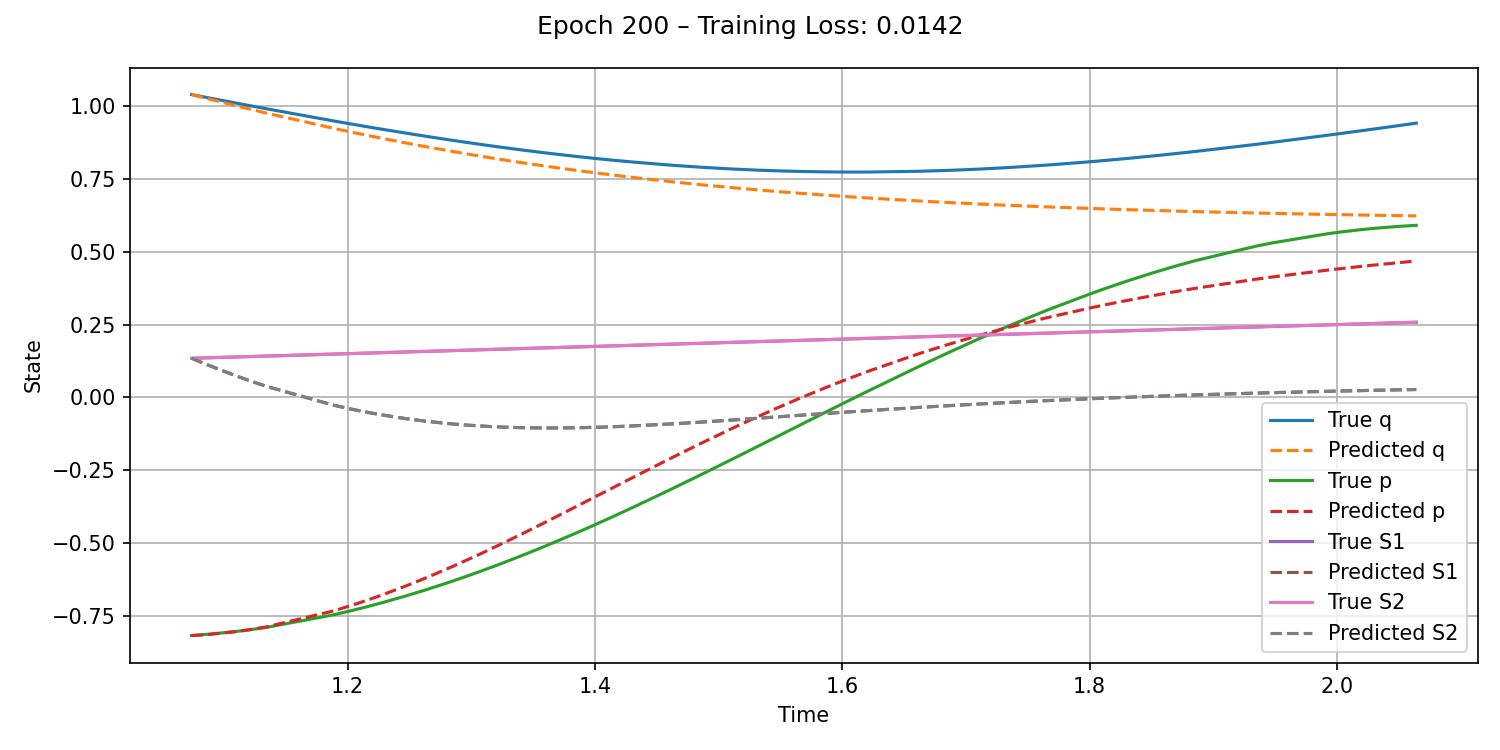 Epoch 200 – Training Loss: 0.0142
1.00
0.75
0.50
0.25
0.00
−0.25
−0.50
−0.75
State
1.2
1.4
1.6
1.8
2.0
Time
True q
Predicted q
True p
Predicted p
True S1
Predicted S1
True S2
Predicted S2